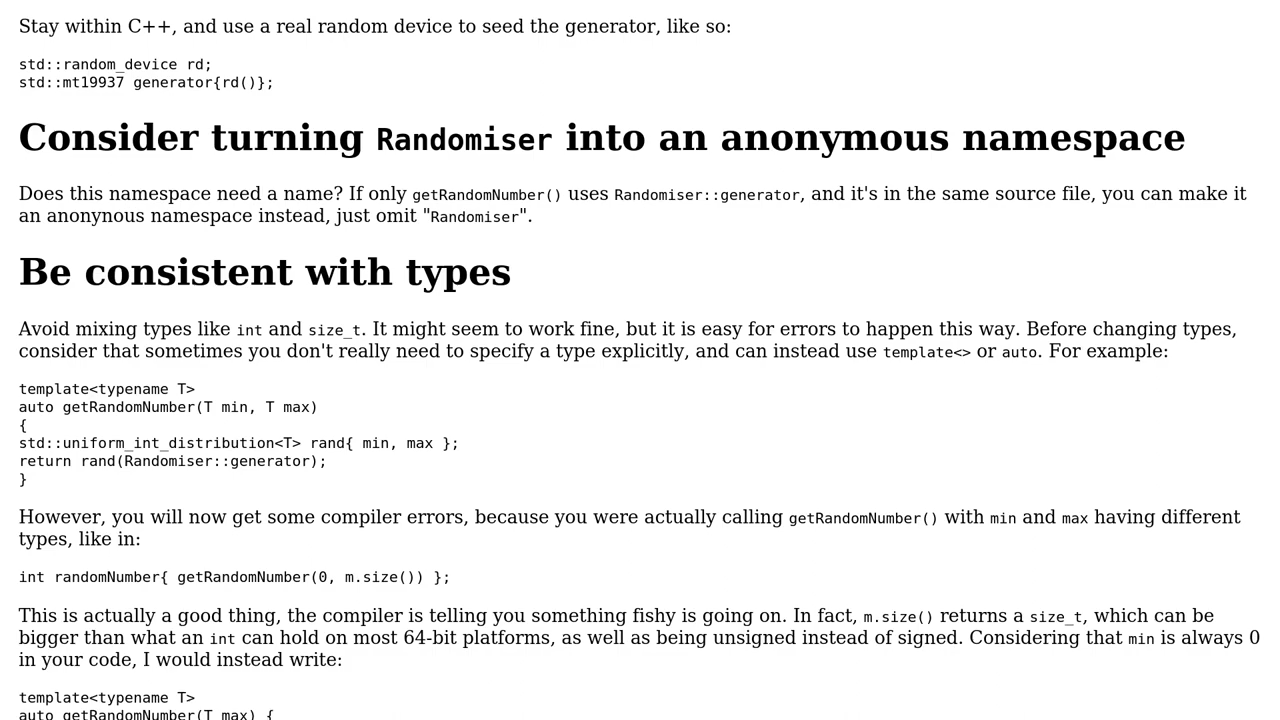 Stay within C++, and use a real random device to seed the generator, like so:
std::random_device rd;
std::mt19937 generator{rd()};
Consider turning Randomiser into an anonymous namespace
Does this namespace need a name? If only getRandomNumber() uses Randomiser::generator, and it's in the same source file, you can make it
an anonynous namespace instead, just omit "Randomiser".
Be consistent with types
Avoid mixing types like int and size_t. It might seem to work fine, but it is easy for errors to happen this way. Before changing types,
consider that sometimes you don't really need to specify a type explicitly, and can instead use template<> or auto. For example:
template<typename T>
auto getRandomNumber(T min, T max)
{
std::uniform_int_distribution<T> rand{ min, max };
return rand(Randomiser::generator);
}
However, you will now get some compiler errors, because you were actually calling getRandomNumber() with min and max having different
types, like in:
int randomNumber{ getRandomNumber(0, m.size()) };
This is actually a good thing, the compiler is telling you something fishy is going on. In fact, m.size() returns a size_t, which can be
bigger than what an int can hold on most 64-bit platforms, as well as being unsigned instead of signed. Considering that min is always 0
in your code, I would instead write:
template<typename T>
auto getRandomNumber(T max) {